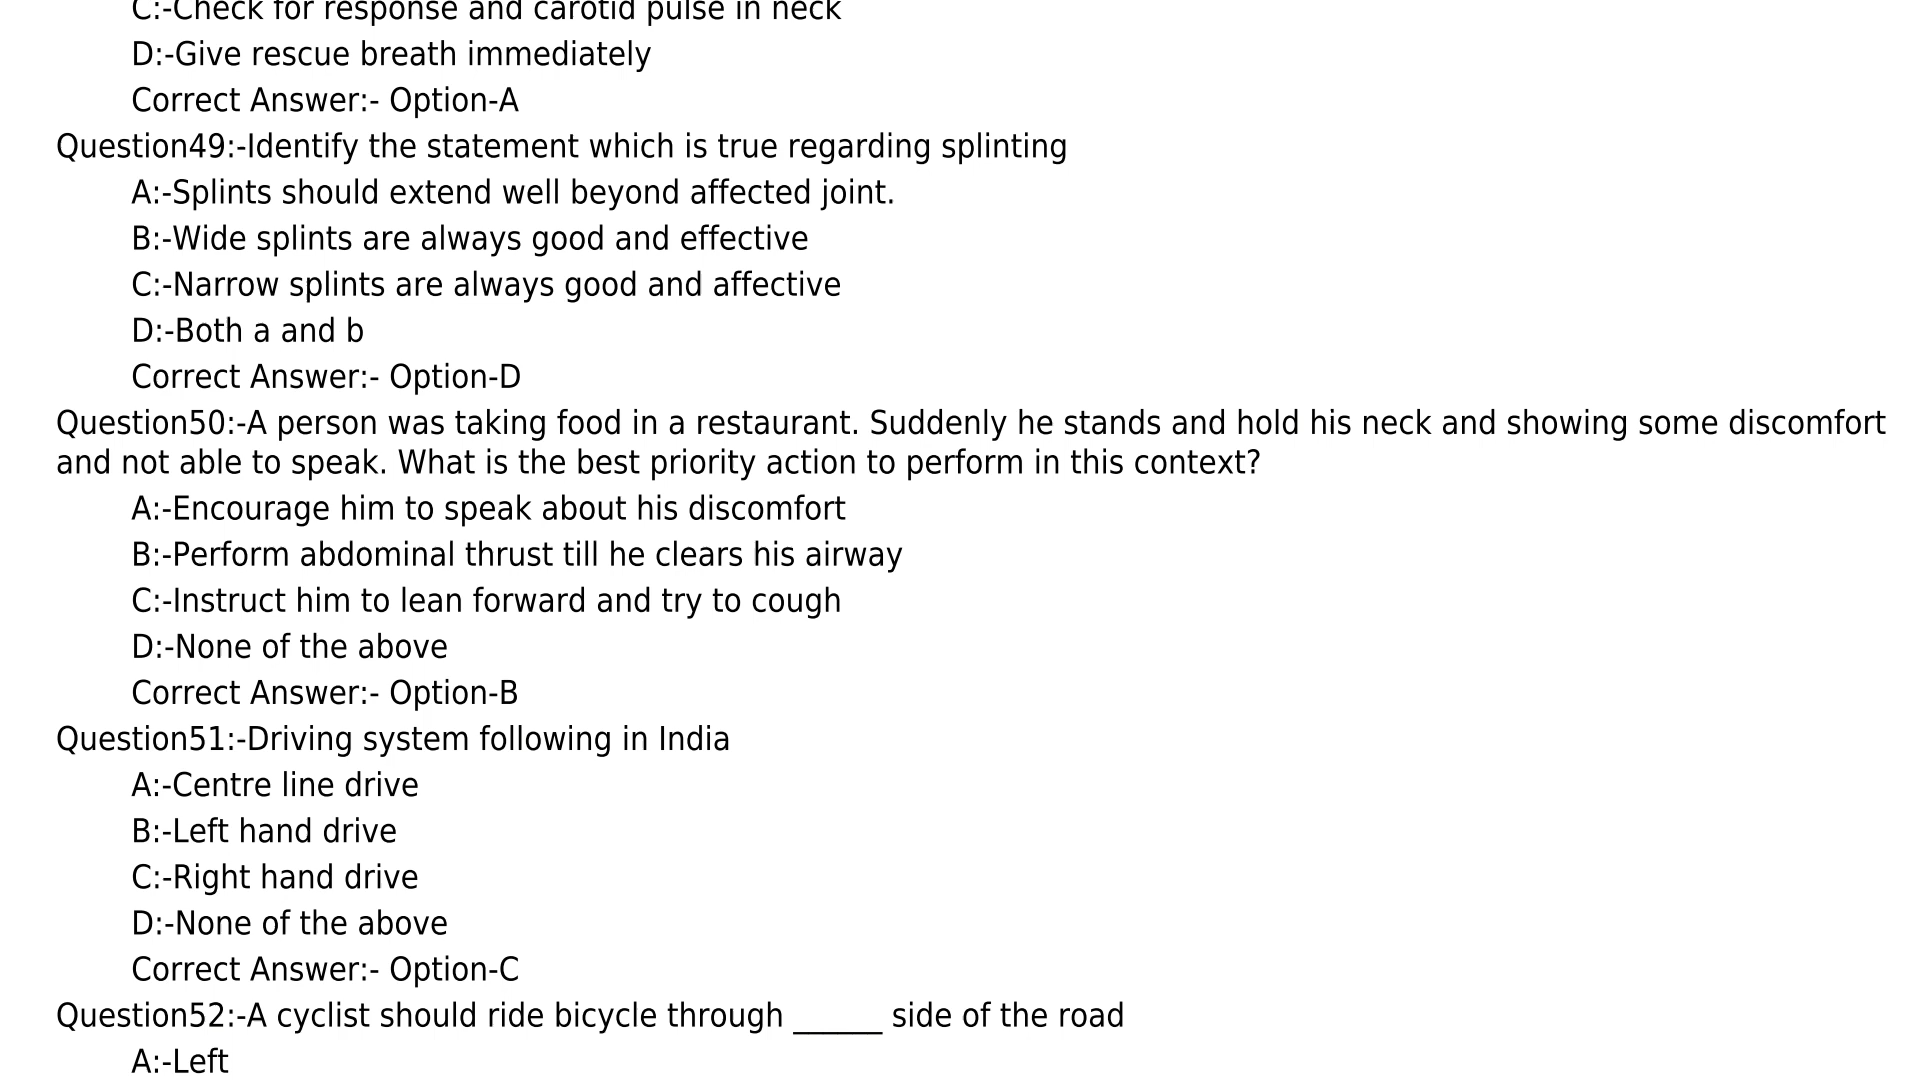 C:-Check for response and carotid pulse in neck
D:-Give rescue breath immediately
Correct Answer:- Option-A
Question49:-Identify the statement which is true regarding splinting
A:-Splints should extend well beyond affected joint.
B:-Wide splints are always good and effective
C:-Narrow splints are always good and affective
D:-Both a and b
Correct Answer:- Option-D
Question50:-A person was taking food in a restaurant. Suddenly he stands and hold his neck and showing some discomfort
and not able to speak. What is the best priority action to perform in this context?
A:-Encourage him to speak about his discomfort
B:-Perform abdominal thrust till he clears his airway
C:-Instruct him to lean forward and try to cough
D:-None of the above
Correct Answer:- Option-B
Question51:-Driving system following in India
A:-Centre line drive
B:-Left hand drive
C:-Right hand drive
D:-None of the above
Correct Answer:- Option-C
Question52:-A cyclist should ride bicycle through ______ side of the road
A:-Left